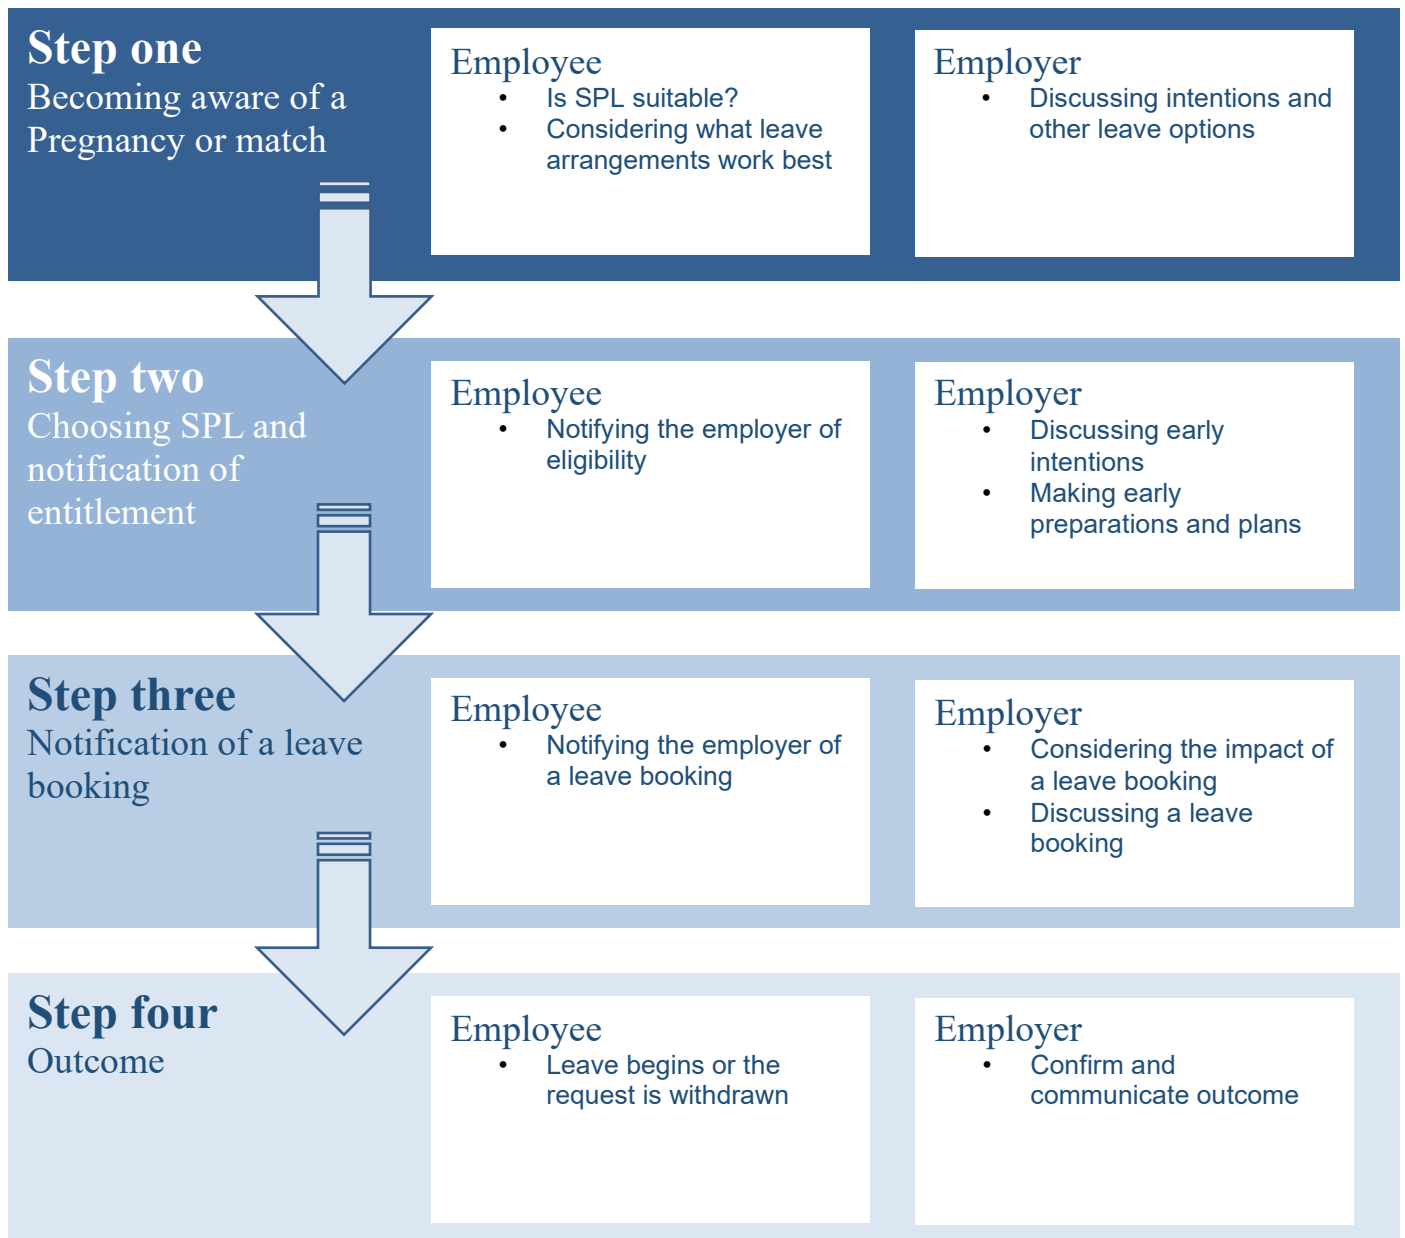 Step one
Becoming aware of a
Pregnancy or match
Employee
• Is SPL suitable?
• Considering what leave
arrangements work best
Employer
• Discussing intentions and
other leave options
Step two
Choosing SPL and
notification of
entitlement
Employee
• Notifying the employer of
eligibility
Employer
• Discussing early
intentions
• Making early
preparations and plans
Step three
Notification of a leave
booking
Employee
• Notifying the employer of
a leave booking
Employer
• Considering the impact of
a leave booking
• Discussing a leave
booking
Step four
Outcome
Employee
• Leave begins or the
request is withdrawn
Employer
• Confirm and
communicate outcome